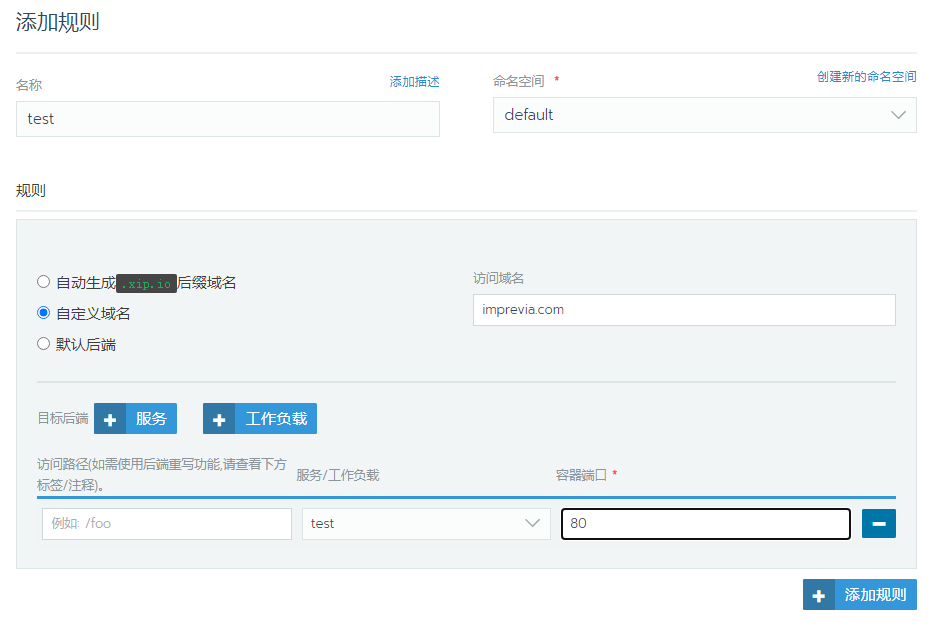 添加规则
名称
添加描述
命名空间 *
创建新的命名空间
test
default
规则
自动生成.xip.io后缀域名
自定义域名
默认后端
访问域名
imprevia.com
目标后端
服务
工作负载
访问路径(如需使用后端重写功能,请查看下方
标签/注释)。
服务/工作负载
容器端口 *
例如: /foo
test
80
添加规则